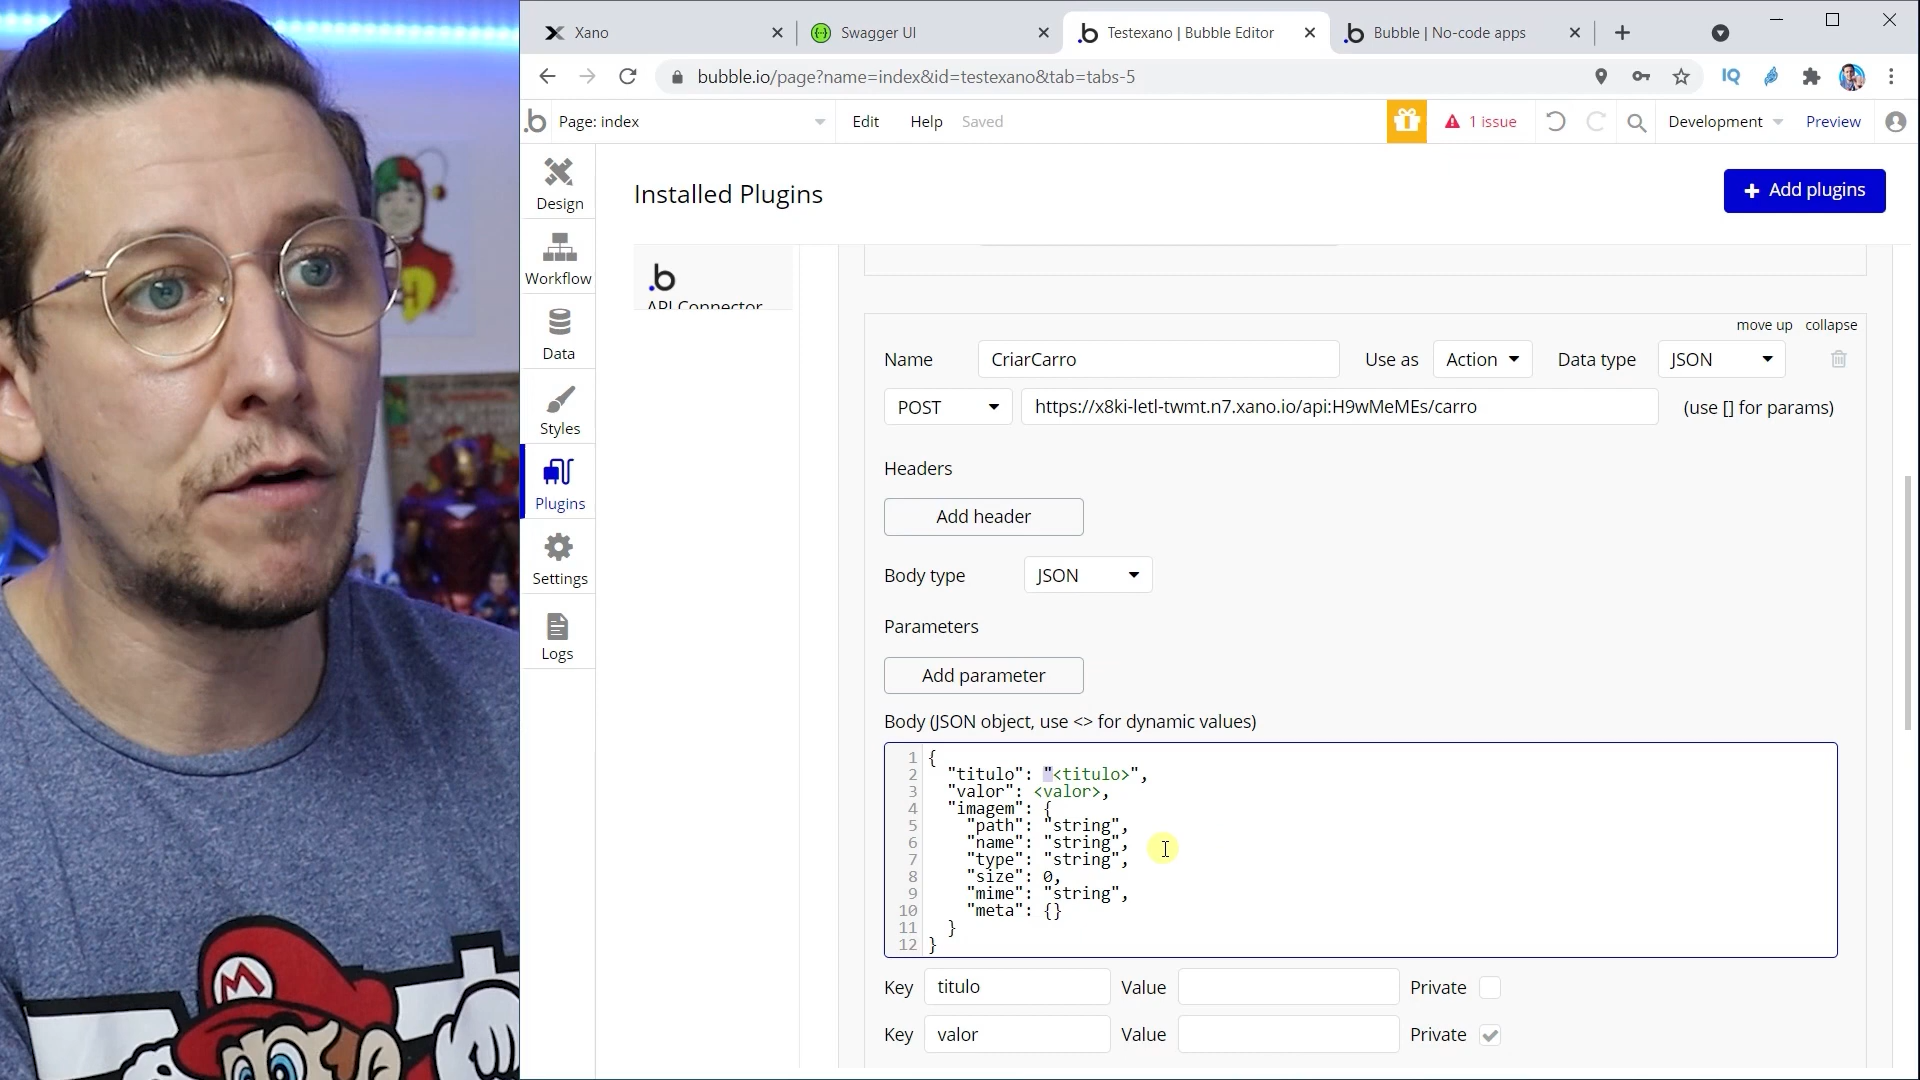 Xano
Swagger UI
Testexano | Bubble Editor
Bubble | No-code apps
bubble.io/page?name=index&id=testexano&tab=tabs-5
IQ
Page: index
Edit
Help
Saved
1 issue
Development
Preview
Design
Workflow
Data
Styles
Plugins
Settings
Logs
Installed Plugins
Add plugins
API Connector
move up
collapse
Name
CriarCarro
Use as
Action
Data type
JSON
POST
https://x8ki-letl-twmt.n7.xano.io/api:H9wMeMEs/carro
(use [] for params)
Headers
Add header
Body type
JSON
Parameters
Add parameter
Body (JSON object, use <> for dynamic values)
1 {
2 "titulo": "<titulo>",
3 "valor": <valor>,
4 "imagem": {
5 "path": "string",
6 "name": "string",
7 "type": "string",
8 "size": 0,
9 "mime": "string",
10 "meta": {}
11 }
12 }
Key
titulo
Value
Private
Key
valor
Value
Private
M